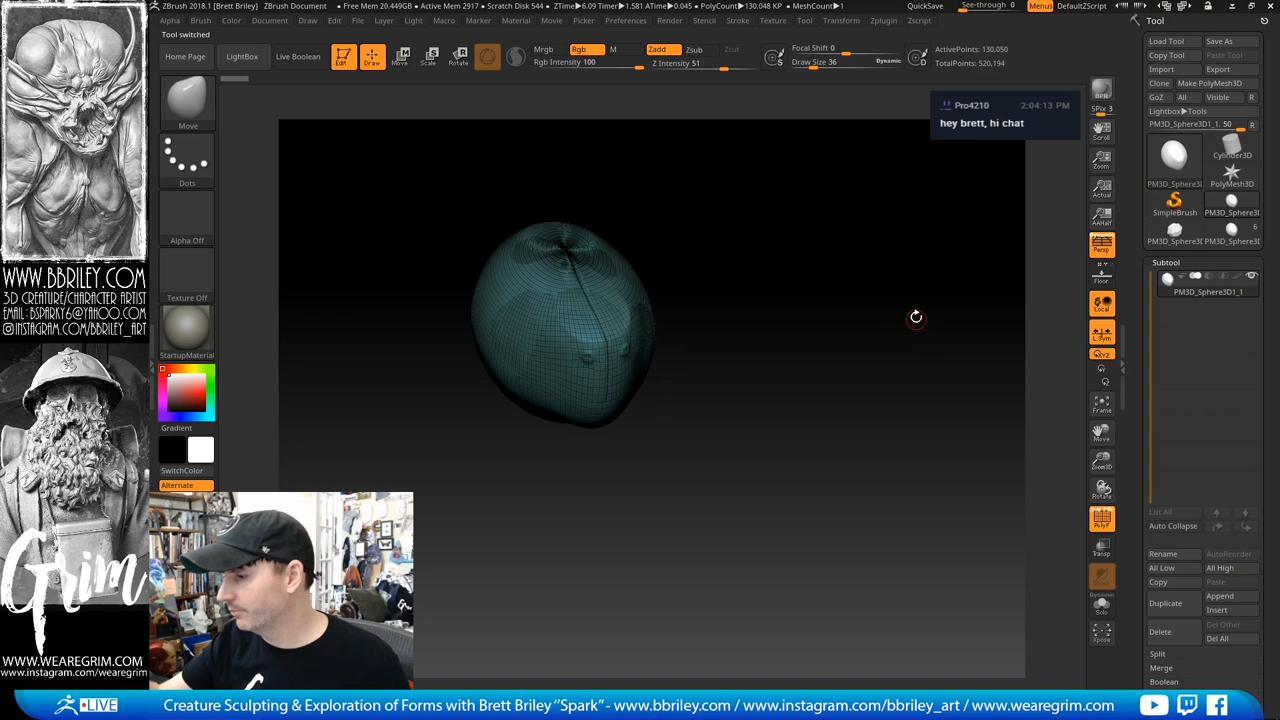 ZBrush 2018.1 [Brett Briley]
ZBrush Document
• Free Mem 20.449GB • Active Mem 2915 • Scratch Disk 544 • ZTime▶6.09 Timer▶1.581 ATime▶0.045 • PolyCount▶130.048 KP • MeshCount▶1
QuickSave
See-through 0
Menus
DefaultZScript
Alpha Brush Color Document Draw Edit File Layer Light Macro Marker Material Movie Picker Preferences Render Stencil Stroke Texture Tool Transform Zplugin Zscript
Tool switched
Home Page
LightBox
Live Boolean
Edit
Draw
Move
Scale
Rotate
Mrgb
Rgb
M
Rgb Intensity 100
Zadd
Zsub
Zcut
Z Intensity 51
S
Focal Shift 0
Draw Size 36
Dynamic
D
ActivePoints: 130,050
TotalPoints: 520,194
Pro4210
2:04:13 PM
hey brett, hi chat
Move
Dots
Alpha Off
Texture Off
StartupMaterial
Gradient
SwitchColor
Alternate
BPR
SPix 3
Scroll
Zoom
Actual
AAHalf
Dynamic
Persp
Floor
Local
L.Sym
XYZ
Frame
Move
Zoom3D
Rotate
PolyF
Transp
Dynamic
Solo
Xpose
Tool
Load Tool
Save As
Copy Tool
Paste Tool
Import
Export
Clone
Make PolyMesh3D
GoZ
All
Visible
R
Lightbox▶Tools
PM3D_Sphere3D1_1. 50
R
PM3D_Sphere3D
Cylinder3D
PolyMesh3D
SimpleBrush
PM3D_Sphere3D
6
PM3D_Sphere3D
PM3D_Sphere3D
Subtool
PM3D_Sphere3D1_1
List All
Auto Collapse
Rename
AutoReorder
All Low
All High
Copy
Paste
Duplicate
Append
Insert
Delete
Del Other
Del All
Split
Merge
Boolean
WWW.BBRILEY.COM
3D CREATURE/CHARACTER ARTIST
EMAIL: BSPARKY6@YAHOO.COM
INSTAGRAM.COM/BBRILEY_ART
Grim
WWW.WEAREGRIM.COM
www.instagram.com/wearegrim
LIVE
Creature Sculpting & Exploration of Forms with Brett Briley "Spark" - www.bbriley.com / www.instagram.com/bbriley_art / www.wearegrim.com